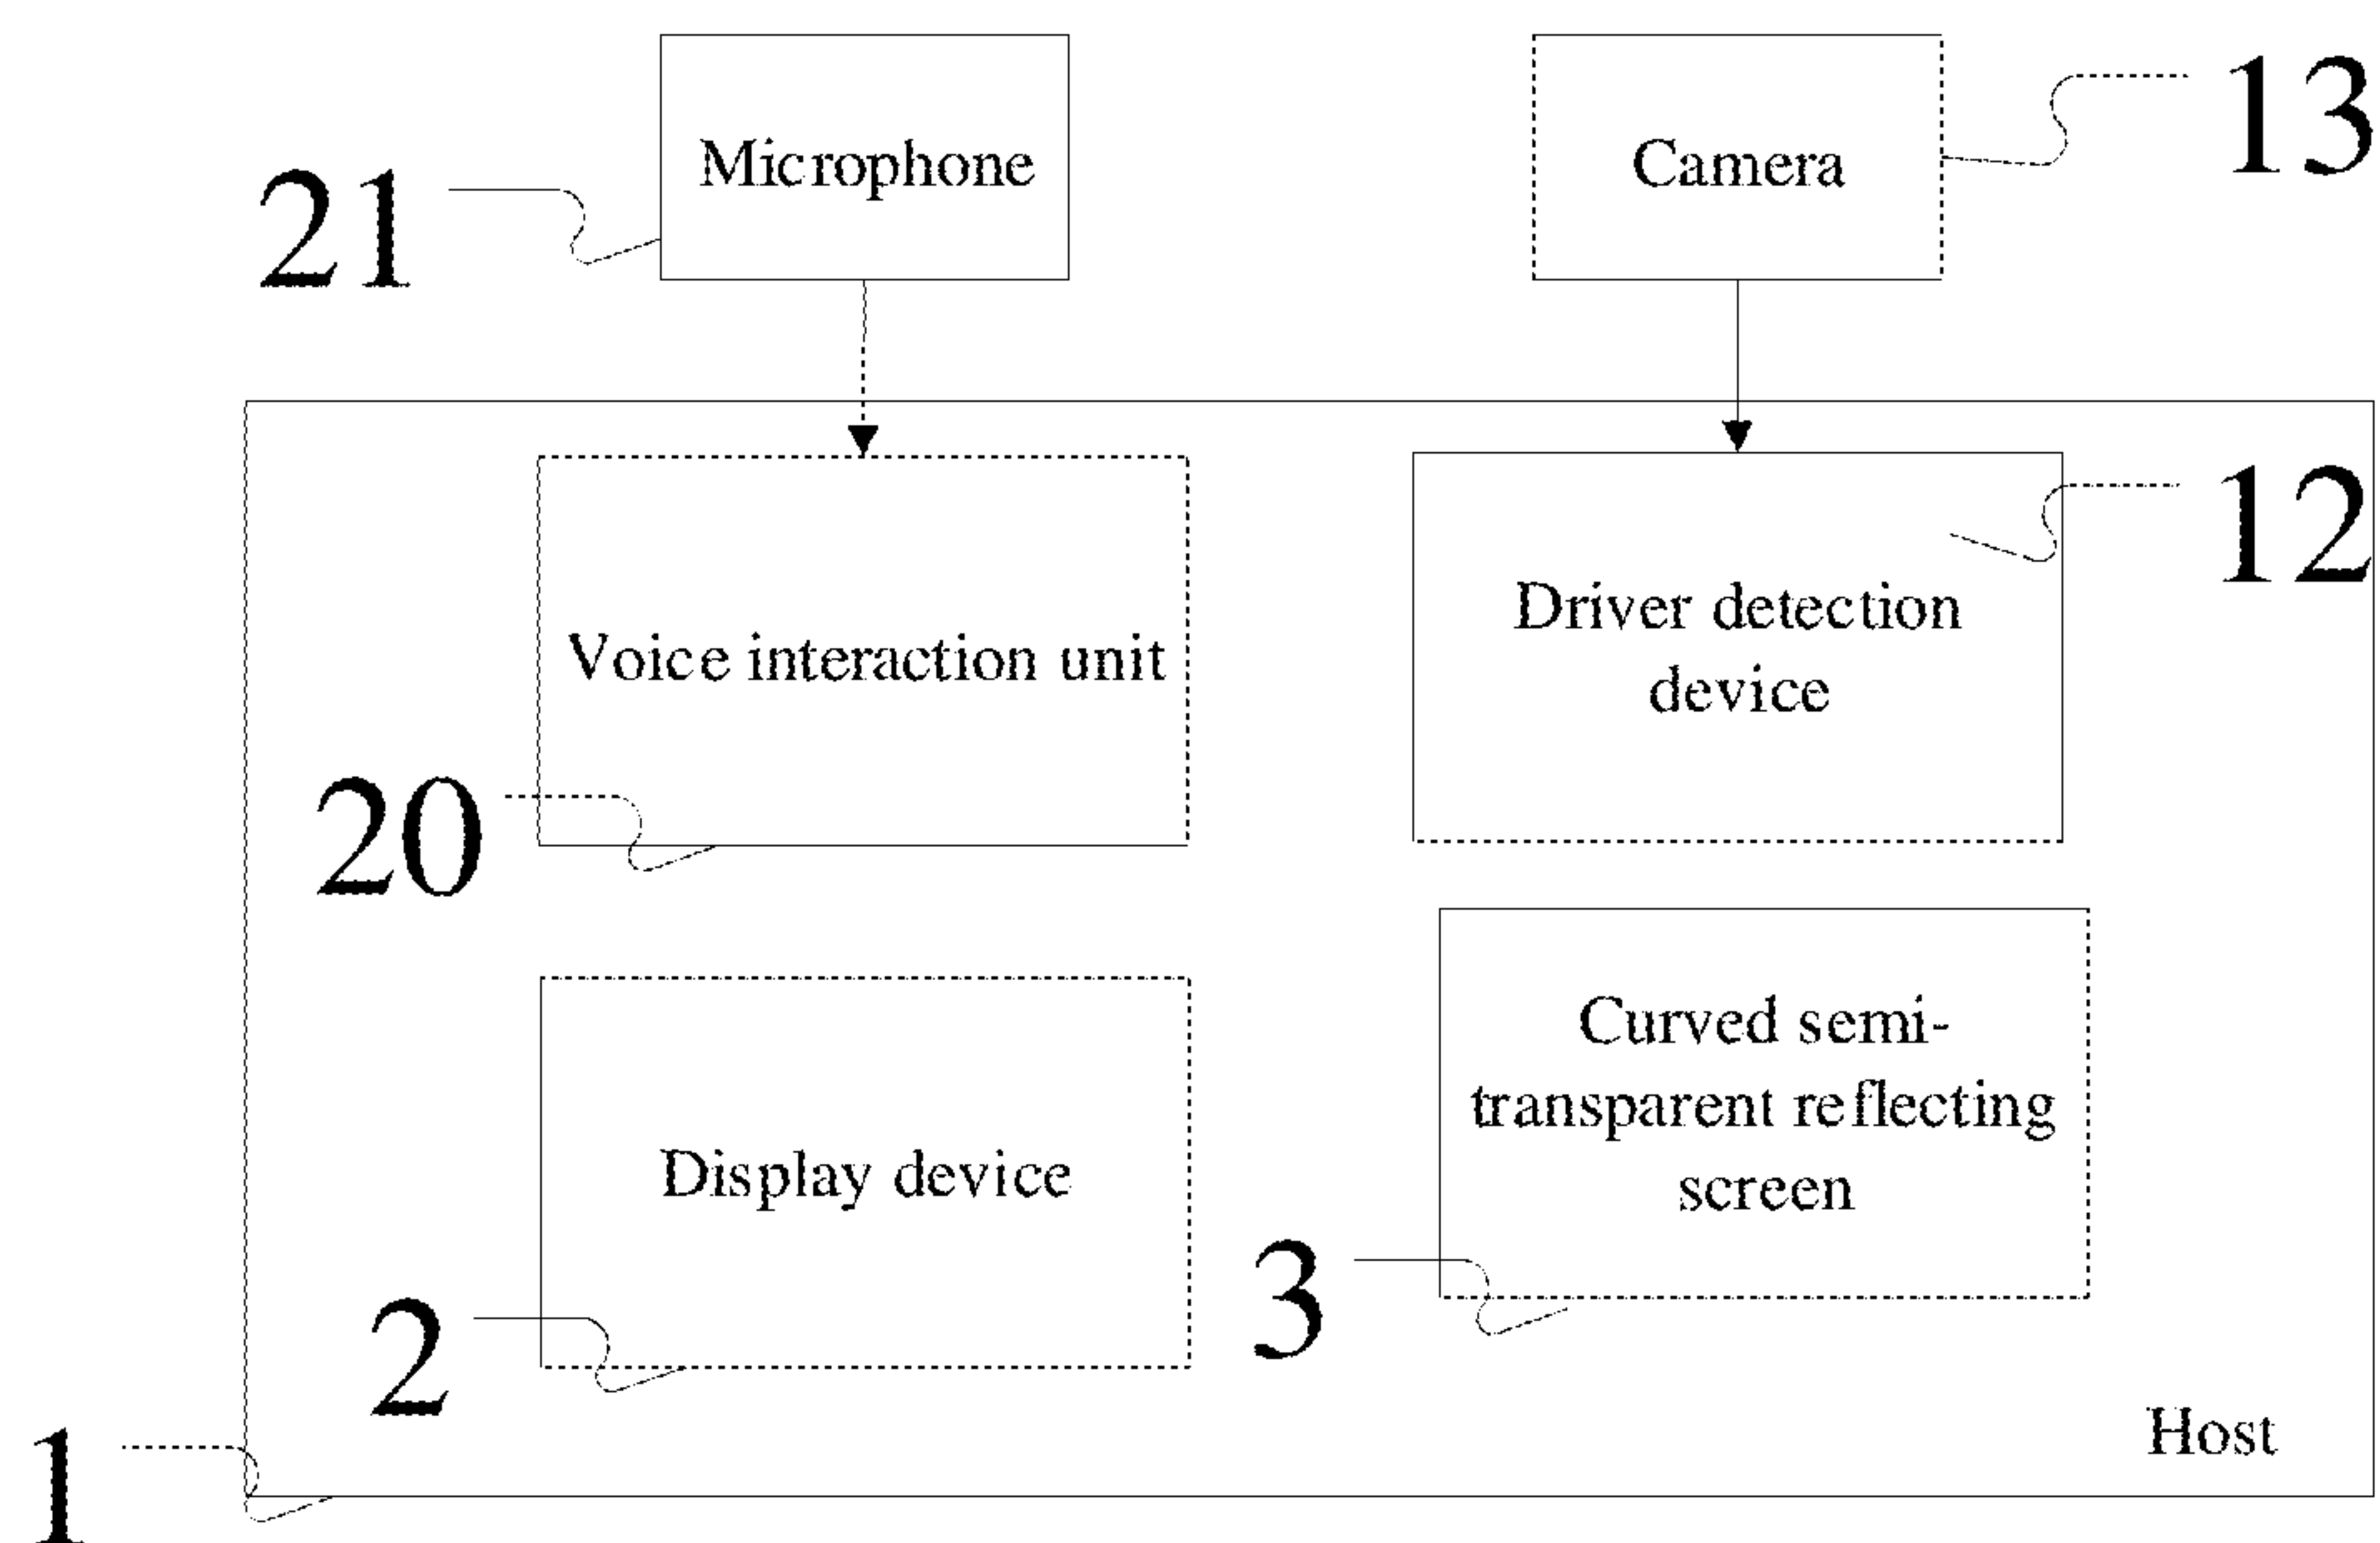 Microphone
Camera
13
21
Voice interaction unit
Driver detection
device
12
20
Display device
Curved semi-
transparent reflecting
screen
2
3
Host
1